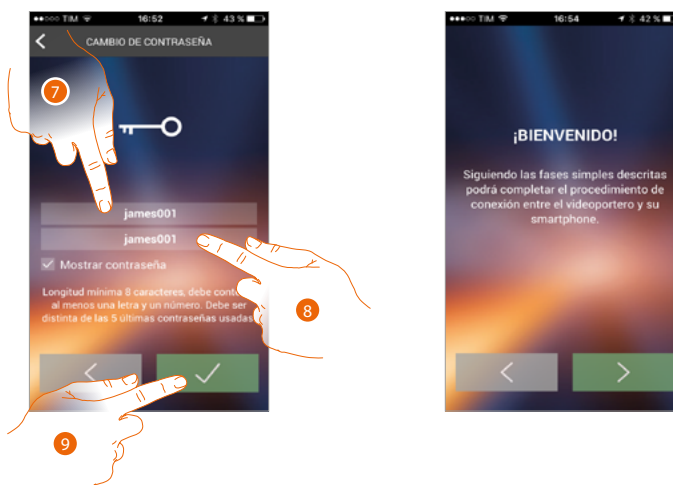 TIM 16:52 43 %
CAMBIO DE CONTRASEÑA
7
james001
james001
Mostrar contraseña
Longitud mínima 8 caracteres, debe
al menos una letra y un número. Debe ser
distinta de las 5 últimas contraseñas usadas
8
9
TIM 16:54 42 %
¡BIENVENIDO!
Siguiendo las fases simples descritas
podrá completar el procedimiento de
conexión entre el videoportero y su
smartphone.